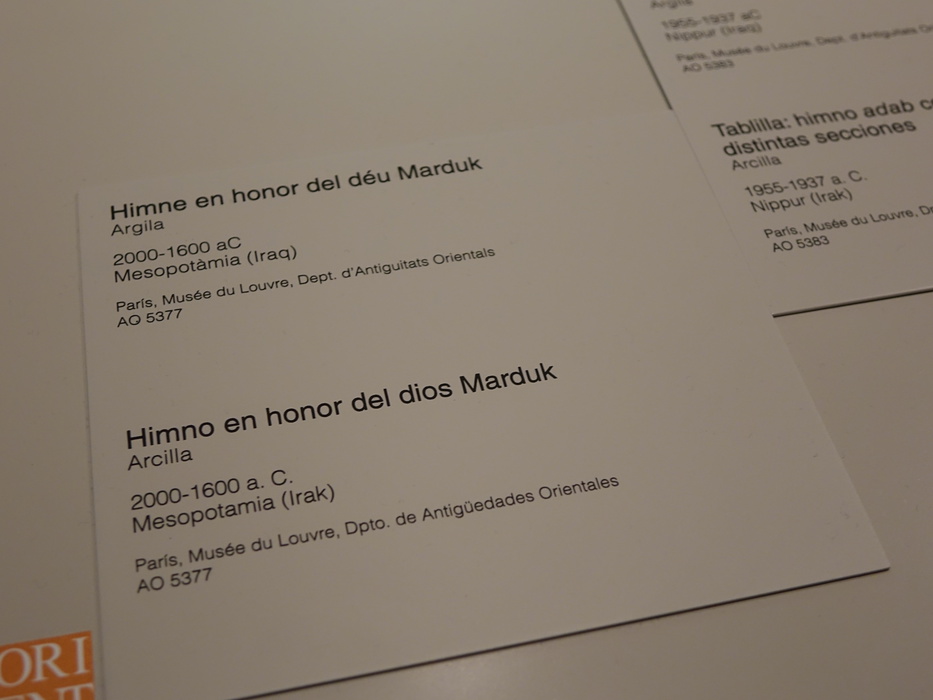 Himne en honor del déu Marduk
Argila
2000-1600 aC
Mesopotàmia (Iraq)
París, Musée du Louvre, Dept. d'Antiguitats Orientals
AO 5377
Himno en honor del dios Marduk
Arcilla
2000-1600 a. C.
Mesopotamia (Irak)
París, Musée du Louvre, Dpto. de Antigüedades Orientales
AO 5377
Argila
1955-1937 aC
Nippur (Iraq)
París, Musée du Louvre, Dept. d'Antiguitats
AO 5383
Tablilla: himno adab
distintas secciones
Arcilla
1955-1937 a. C.
Nippur (Irak)
París, Musée du Louvre,
AO 5383
ORI